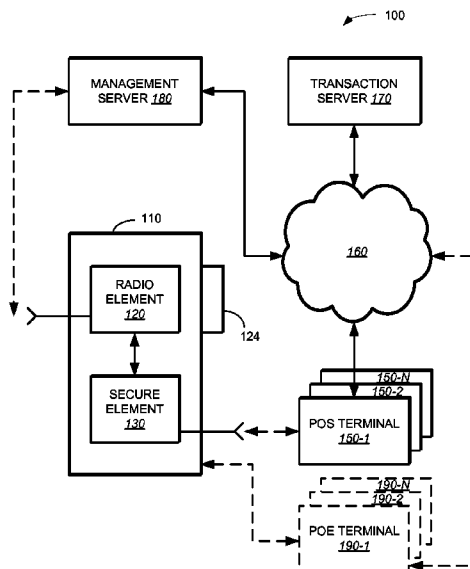 100
MANAGEMENT
SERVER 180
TRANSACTION
SERVER 170
110
160
RADIO
ELEMENT
120
124
SECURE
ELEMENT
130
150-N
150-2
POS TERMINAL
150-1
190-N
190-2
POE TERMINAL
190-1